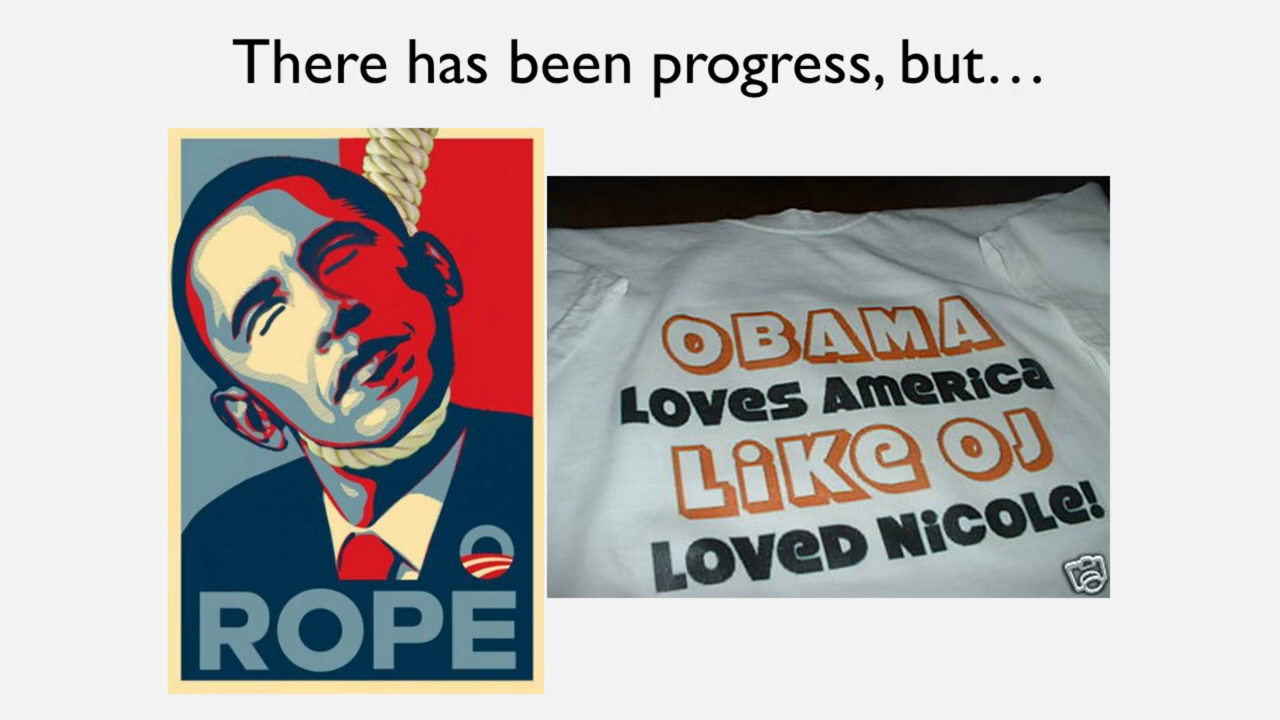 There has been progress, but…
ROPE
OBAMA
LOVES AMERICA
LIKE OJ
LOVED NICOLE!